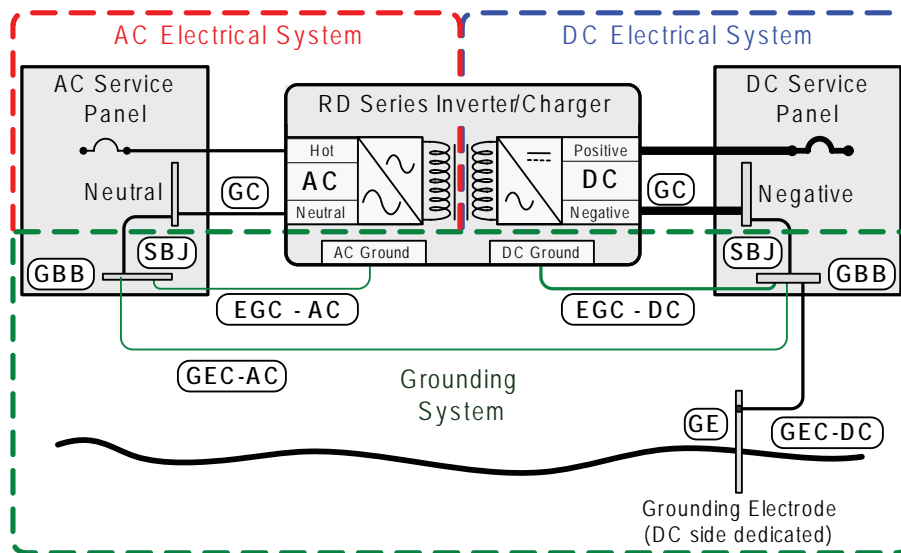 AC Electrical System
DC Electrical System
AC Service
Panel
RD Series Inverter/Charger
DC Service
Panel
Hot
AC
Neutral
Positive
DC
Negative
Neutral
GC
GC
Negative
SBJ
GBB
AC Ground
DC Ground
SBJ
GBB
EGC - AC
EGC - DC
GEC-AC
Grounding
System
GE
GEC-DC
Grounding Electrode
(DC side dedicated)